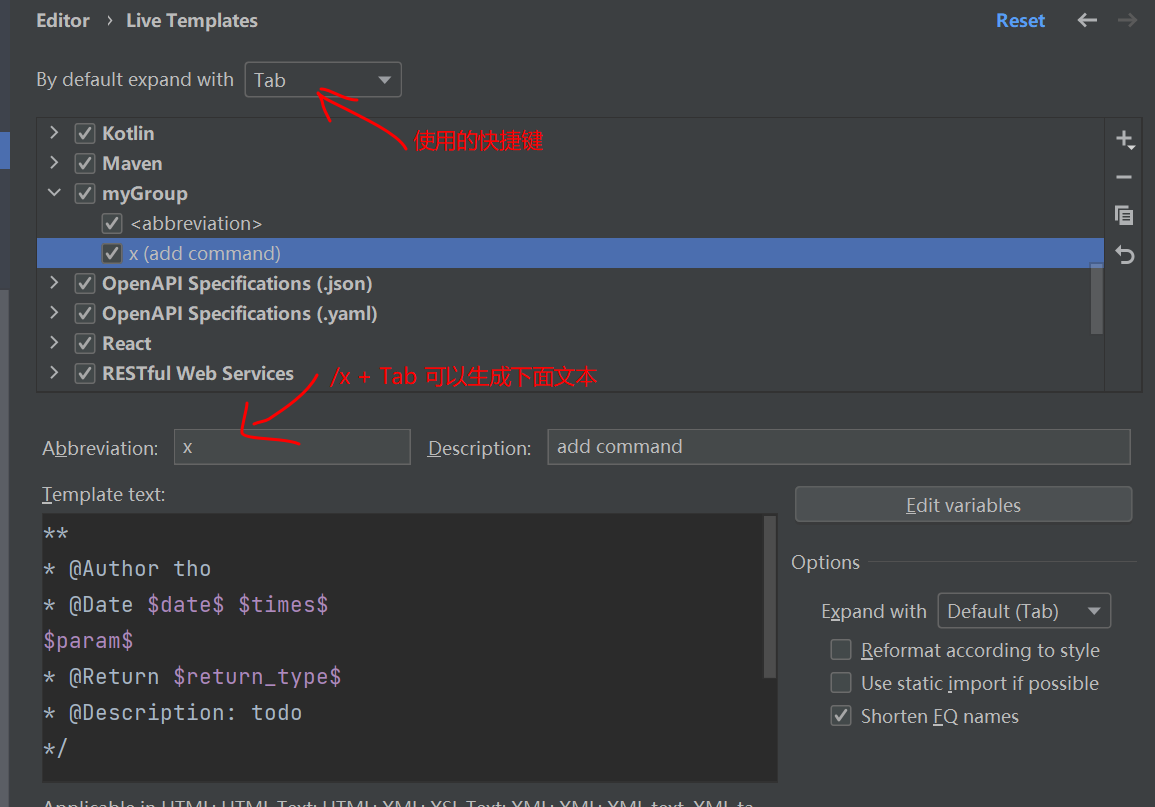 Editor › Live Templates Reset
By default expand with Tab
使用的快捷键
Kotlin
Maven
myGroup
<abbreviation>
x (add command)
OpenAPI Specifications (.json)
OpenAPI Specifications (.yaml)
React
RESTful Web Services
/x + Tab 可以生成下面文本
Abbreviation: x Description: add command
Template text:
Edit variables
**
* @Author tho
* @Date $date$ $times$
$param$
* @Return $return_type$
* @Description: todo
*/
Options
Expand with Default (Tab)
Reformat according to style
Use static import if possible
Shorten FQ names
Applicable in HTML: HTML Text; HTML; XML: XSL Text; XML; XML: XML text, XML ta